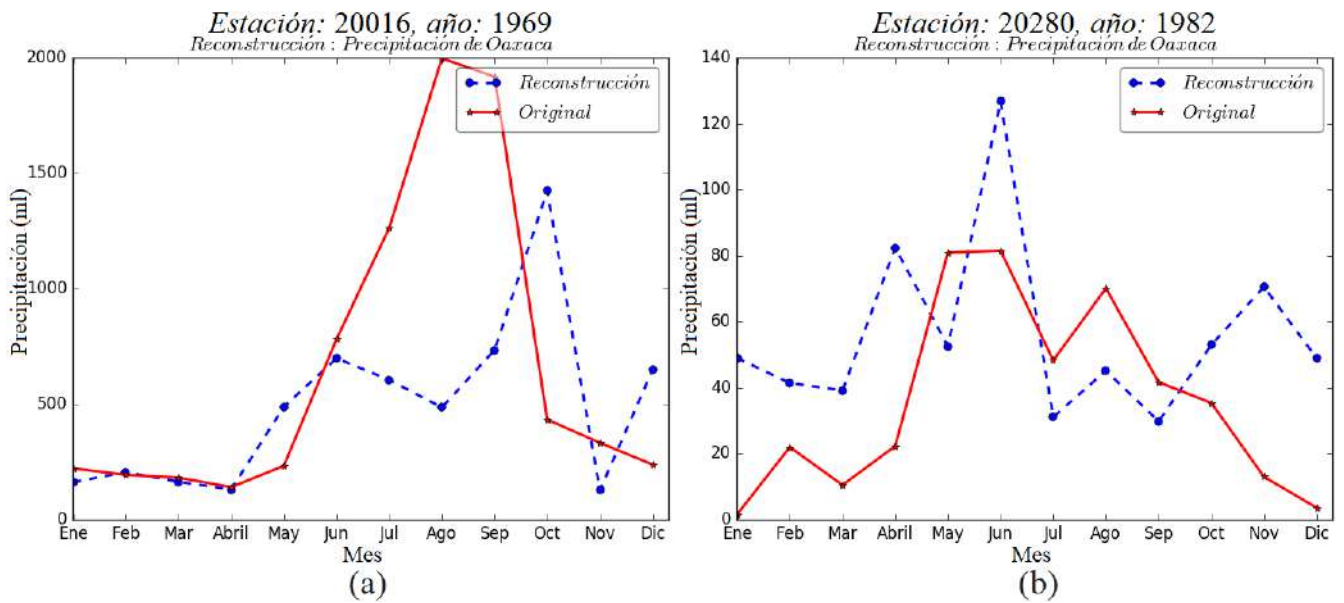 Estación: 20016, año: 1969
Reconstrucción : Precipitación de Oaxaca
2000
1500
1000
500
0
Precipitación (ml)
Reconstrucción
Original
Ene Feb Mar Abril May Jun Jul Ago Sep Oct Nov Dic
Mes
(a)
Estación: 20280, año: 1982
Reconstrucción : Precipitación de Oaxaca
140
120
100
80
60
40
20
0
Precipitación (ml)
Reconstrucción
Original
Ene Feb Mar Abril May Jun Jul Ago Sep Oct Nov Dic
Mes
(b)